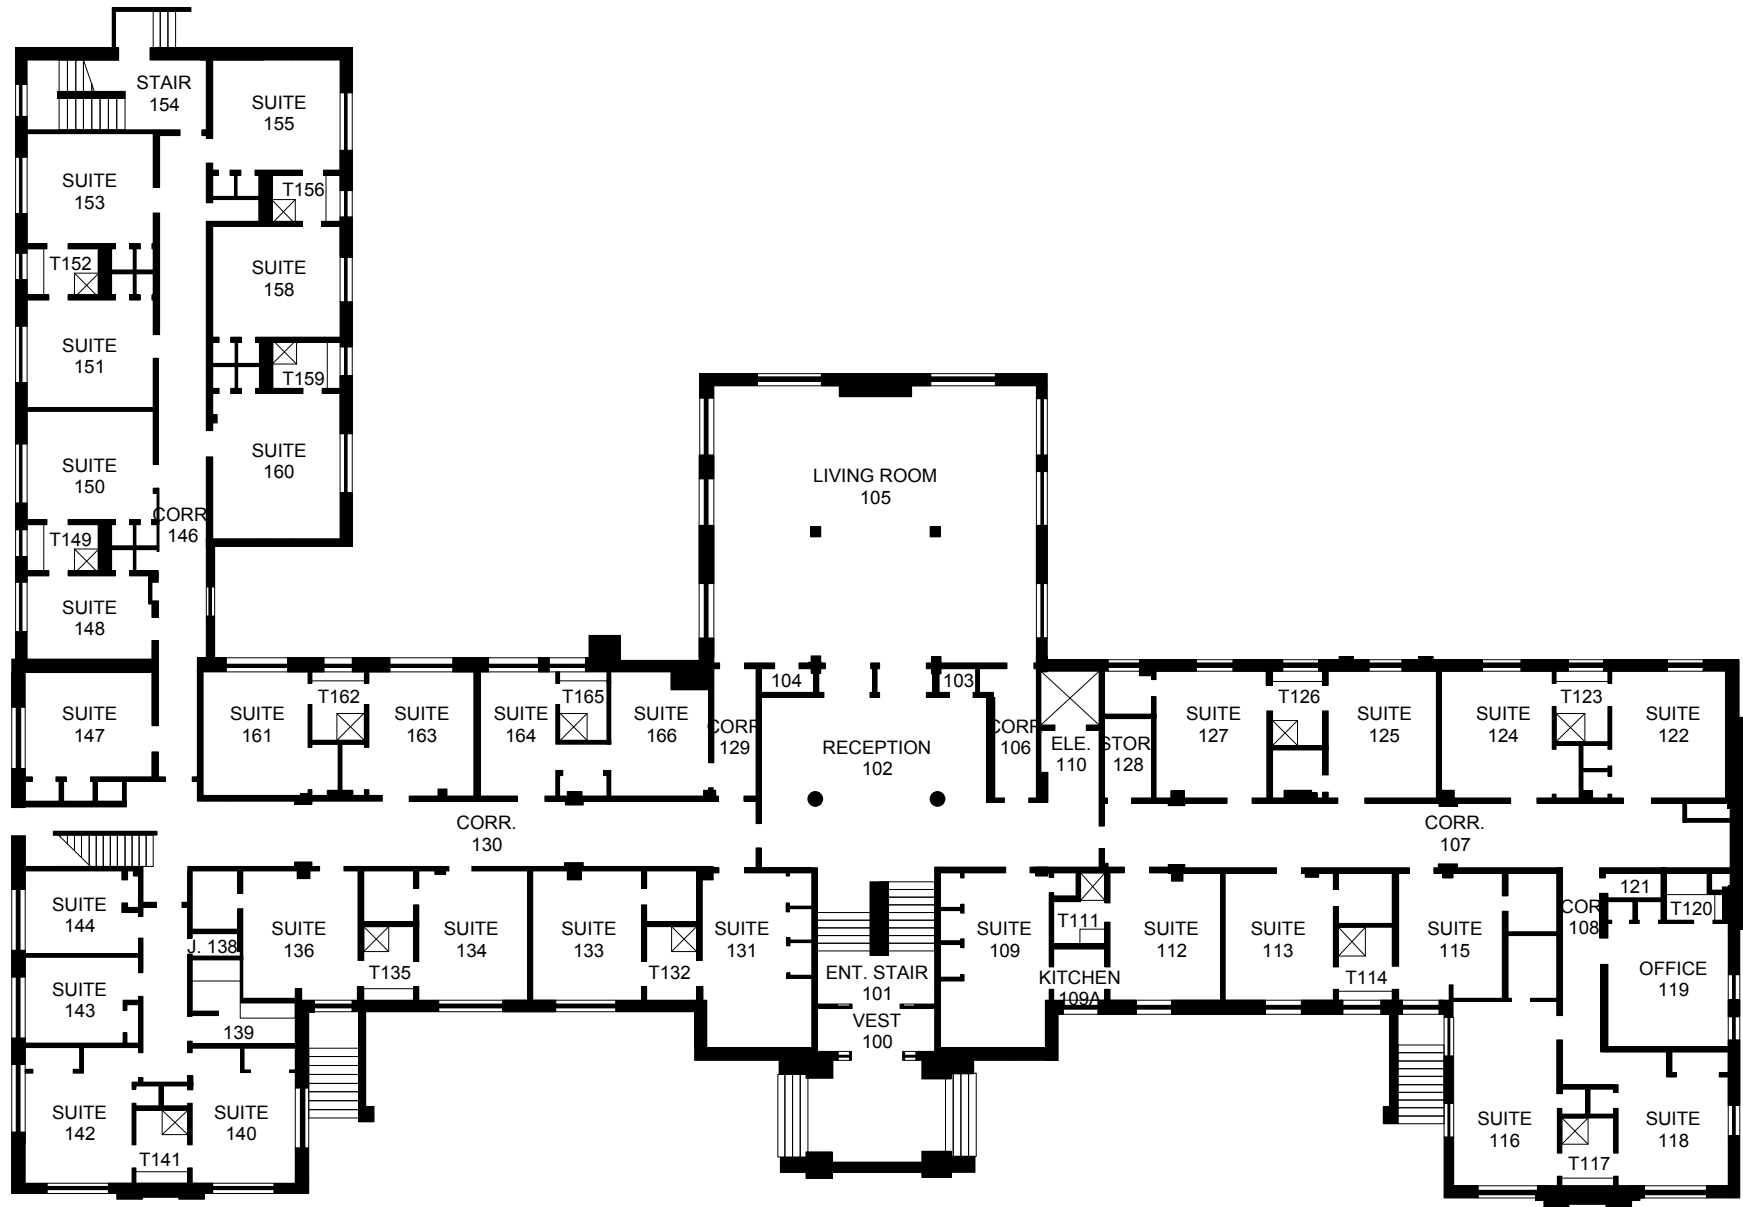 STAIR
154
SUITE
155
SUITE
153
T156
T152
SUITE
158
SUITE
151
T159
SUITE
150
SUITE
160
CORR
146
T149
SUITE
148
LIVING ROOM
105
SUITE
147
SUITE
161
T162
SUITE
163
SUITE
164
T165
SUITE
166
CORR
129
104
103
RECEPTION
102
CORR
106
ELE.
110
STOR
128
SUITE
127
T126
SUITE
125
SUITE
124
T123
SUITE
122
CORR.
130
CORR.
107
SUITE
144
J. 138
SUITE
136
T135
SUITE
134
SUITE
133
T132
SUITE
131
ENT. STAIR
101
VEST
100
SUITE
109
T111
KITCHEN
109A
SUITE
112
SUITE
113
T114
SUITE
115
COR
108
121
T120
OFFICE
119
SUITE
143
139
SUITE
142
T141
SUITE
140
SUITE
116
T117
SUITE
118